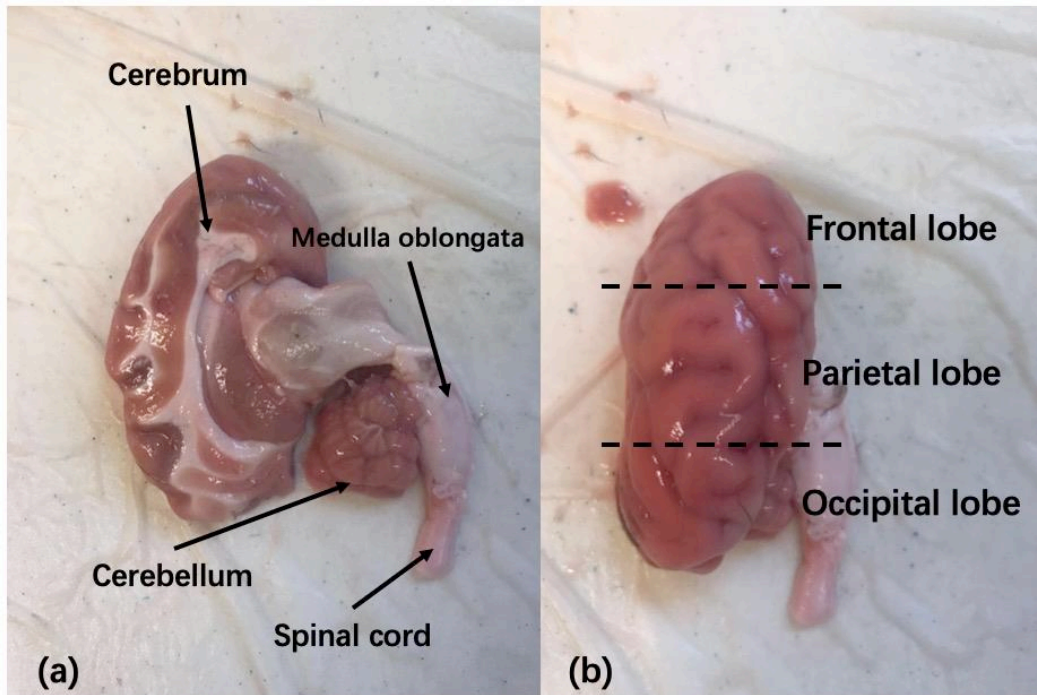 Cerebrum
Medulla oblongata
Cerebellum
Spinal cord
(a)
Frontal lobe
Parietal lobe
Occipital lobe
(b)